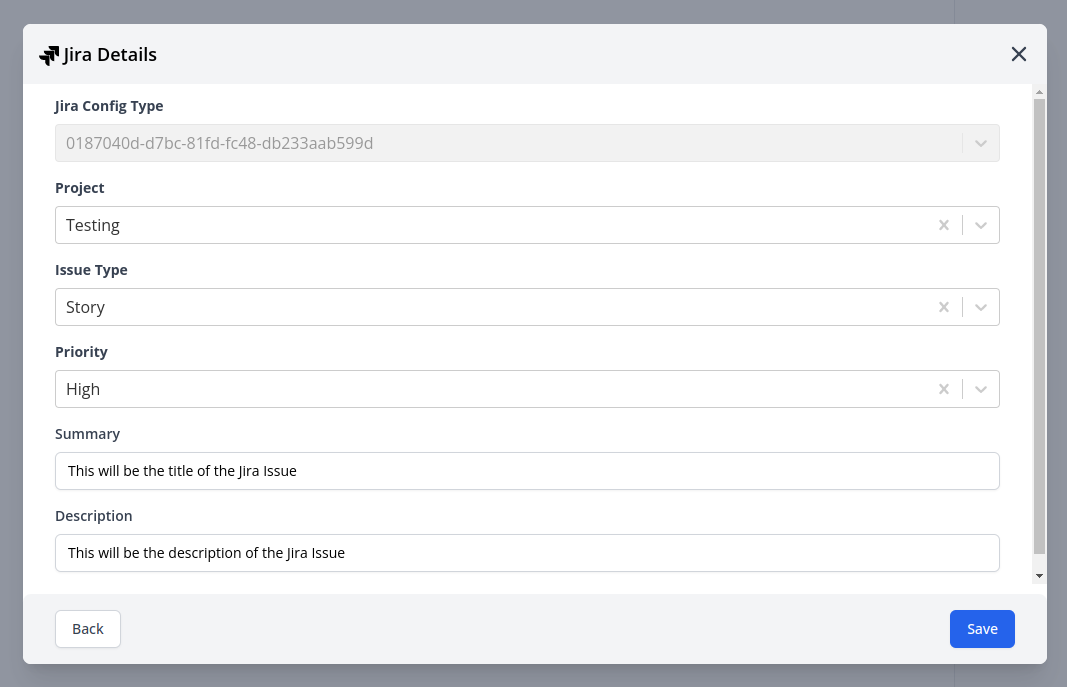 Jira Details
Jira Config Type
0187040d-d7bc-81fd-fc48-db233aab599d
Project
Testing
Issue Type
Story
Priority
High
Summary
This will be the title of the Jira Issue
Description
This will be the description of the Jira Issue
Back
Save